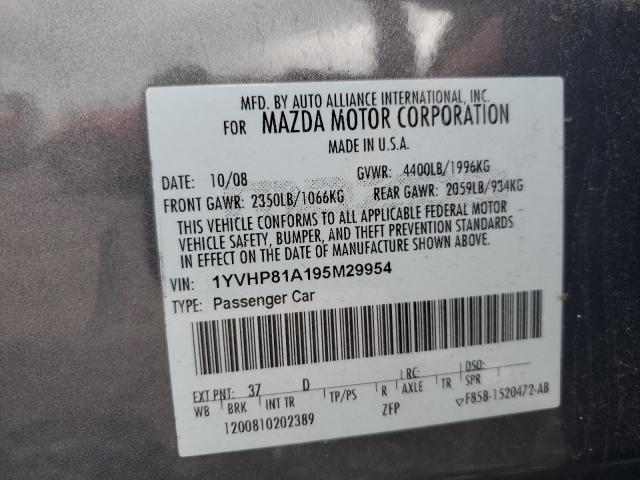 MFD. BY AUTO ALLIANCE INTERNATIONAL, INC.
FOR MAZDA MOTOR CORPORATION
MADE IN U.S.A.
DATE: 10/08 GVWR: 4400LB/1996KG
FRONT GAWR: 2350LB/1066KG REAR GAWR: 2059LB/934KG
THIS VEHICLE CONFORMS TO ALL APPLICABLE FEDERAL MOTOR
VEHICLE SAFETY, BUMPER, AND THEFT PREVENTION STANDARDS
IN EFFECT ON THE DATE OF MANUFACTURE SHOWN ABOVE.
VIN: 1YVHP81A195M29954
TYPE: Passenger Car
EXT PNT: 37 D RC: DSO:
WB BRK INT TR TP/PS R AXLE TR SPR
1200810202389 ZFP F85B-1520472-AB